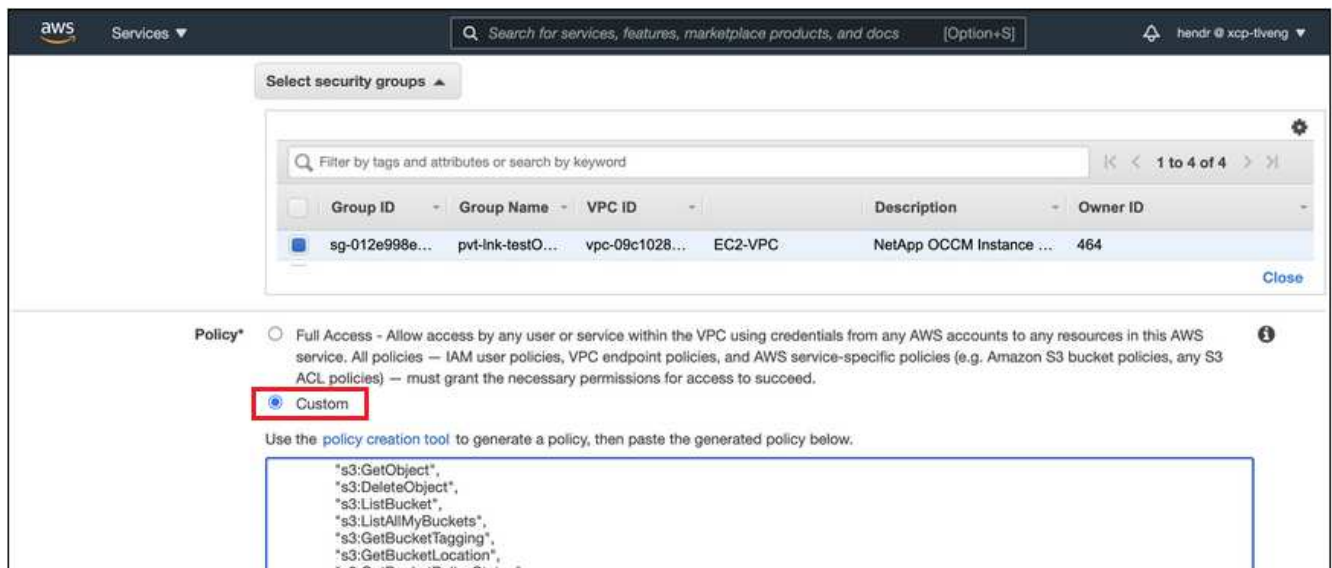 aws Services ▼ Search for services, features, marketplace products, and docs [Option+S] hendr @ xcp-tlveng ▼
Select security groups ▲
Filter by tags and attributes or search by keyword |< < 1 to 4 of 4 > >|
Group ID Group Name VPC ID Description Owner ID
sg-012e998e... pvt-lnk-testO... vpc-09c1028... EC2-VPC NetApp OCCM Instance ... 464
Close
Policy* Full Access - Allow access by any user or service within the VPC using credentials from any AWS accounts to any resources in this AWS
service. All policies — IAM user policies, VPC endpoint policies, and AWS service-specific policies (e.g. Amazon S3 bucket policies, any S3
ACL policies) — must grant the necessary permissions for access to succeed.
Custom
Use the policy creation tool to generate a policy, then paste the generated policy below.
"s3:GetObject",
"s3:DeleteObject",
"s3:ListBucket",
"s3:ListAllMyBuckets",
"s3:GetBucketTagging",
"s3:GetBucketLocation",